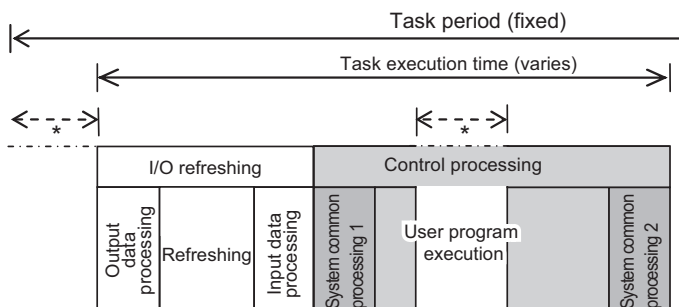 Task period (fixed)
Task execution time (varies)
*
*
I/O refreshing
Control processing
Output
data
processing
Refreshing
Input data
processing
System common
processing 1
User program
execution
System common
processing 2